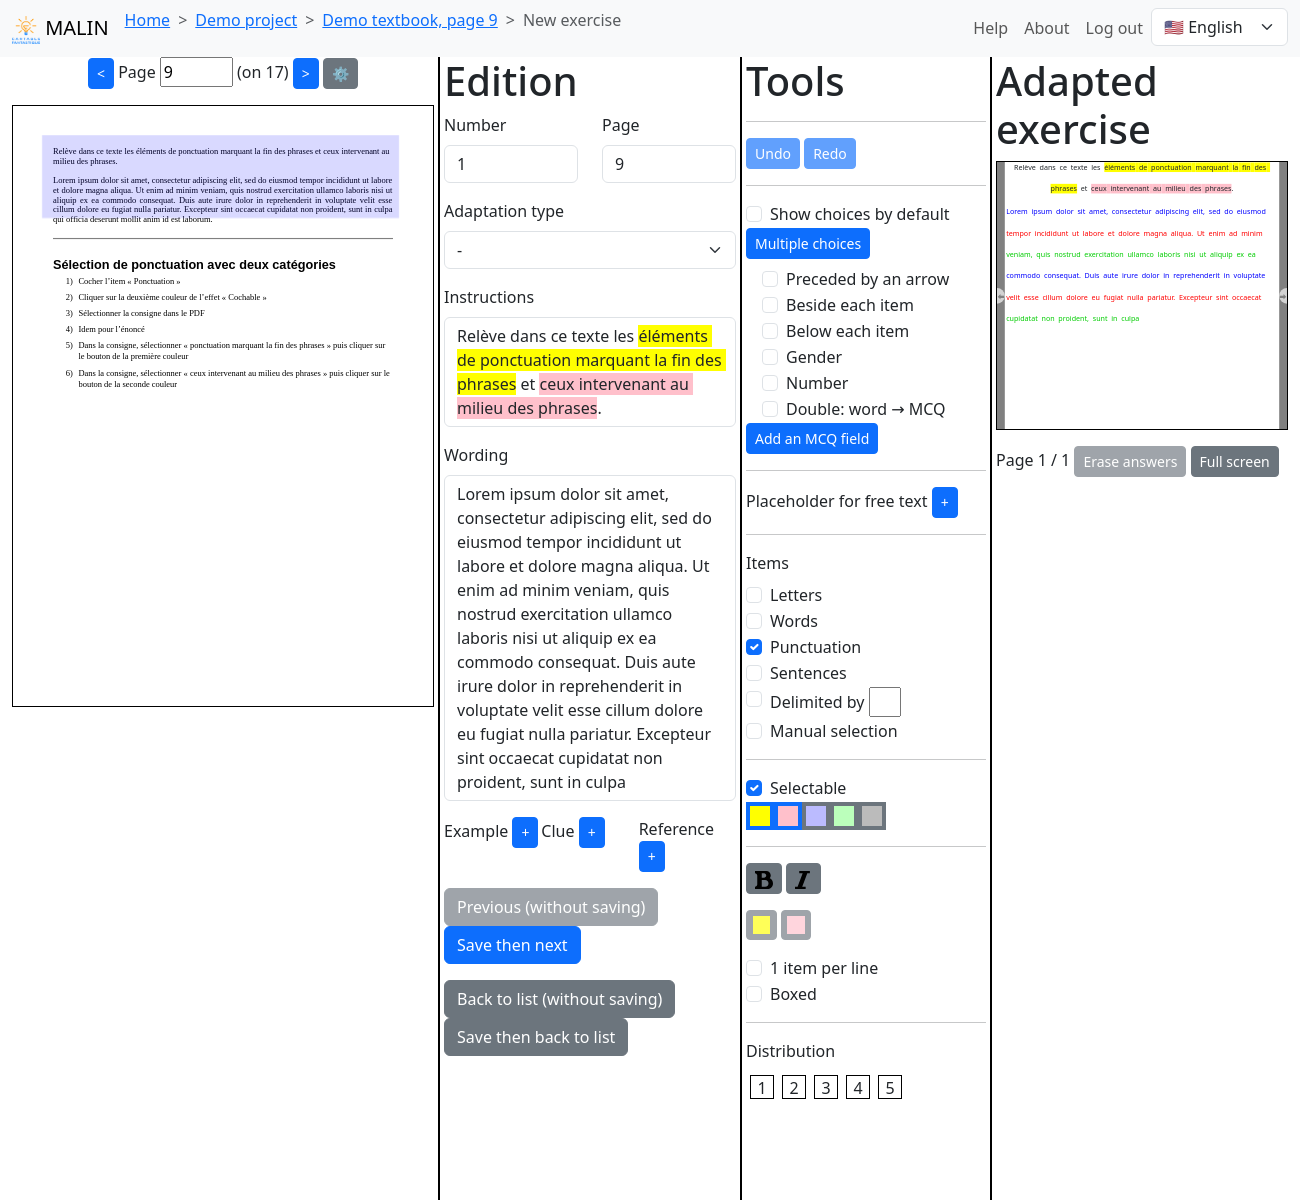 MALIN
Home > Demo project > Demo textbook, page 9 > New exercise
Help About Log out 🇺🇸 English
< Page 9 (on 17) > ⚙️
Relève dans ce texte les éléments de ponctuation marquant la fin des phrases et ceux intervenant au
milieu des phrases.
Lorem ipsum dolor sit amet, consectetur adipiscing elit, sed do eiusmod tempor incididunt ut labore
et dolore magna aliqua. Ut enim ad minim veniam, quis nostrud exercitation ullamco laboris nisi ut
aliquip ex ea commodo consequat. Duis aute irure dolor in reprehenderit in voluptate velit esse
cillum dolore eu fugiat nulla pariatur. Excepteur sint occaecat cupidatat non proident, sunt in culpa
qui officia deserunt mollit anim id est laborum.
Sélection de ponctuation avec deux catégories
1) Cocher l’item « Ponctuation »
2) Cliquer sur la deuxième couleur de l’effet « Cochable »
3) Sélectionner la consigne dans le PDF
4) Idem pour l’énoncé
5) Dans la consigne, sélectionner « ponctuation marquant la fin des phrases » puis cliquer sur
le bouton de la première couleur
6) Dans la consigne, sélectionner « ceux intervenant au milieu des phrases » puis cliquer sur le
bouton de la seconde couleur
Edition
Number Page
1 9
Adaptation type
-
Instructions
Relève dans ce texte les éléments
de ponctuation marquant la fin des
phrases et ceux intervenant au
milieu des phrases.
Wording
Lorem ipsum dolor sit amet,
consectetur adipiscing elit, sed do
eiusmod tempor incididunt ut
labore et dolore magna aliqua. Ut
enim ad minim veniam, quis
nostrud exercitation ullamco
laboris nisi ut aliquip ex ea
commodo consequat. Duis aute
irure dolor in reprehenderit in
voluptate velit esse cillum dolore
eu fugiat nulla pariatur. Excepteur
sint occaecat cupidatat non
proident, sunt in culpa
Example + Clue + Reference
+
Previous (without saving)
Save then next
Back to list (without saving)
Save then back to list
Tools
Undo Redo
Show choices by default
Multiple choices
Preceded by an arrow
Beside each item
Below each item
Gender
Number
Double: word → MCQ
Add an MCQ field
Placeholder for free text +
Items
Letters
Words
Punctuation
Sentences
Delimited by
Manual selection
Selectable
B I
1 item per line
Boxed
Distribution
1 2 3 4 5
Adapted
exercise
Relève dans ce texte les éléments de ponctuation marquant la fin des
phrases et ceux intervenant au milieu des phrases.
Lorem ipsum dolor sit amet, consectetur adipiscing elit, sed do eiusmod
tempor incididunt ut labore et dolore magna aliqua. Ut enim ad minim
veniam, quis nostrud exercitation ullamco laboris nisi ut aliquip ex ea
commodo consequat. Duis aute irure dolor in reprehenderit in voluptate
velit esse cillum dolore eu fugiat nulla pariatur. Excepteur sint occaecat
cupidatat non proident, sunt in culpa
Page 1 / 1 Erase answers Full screen